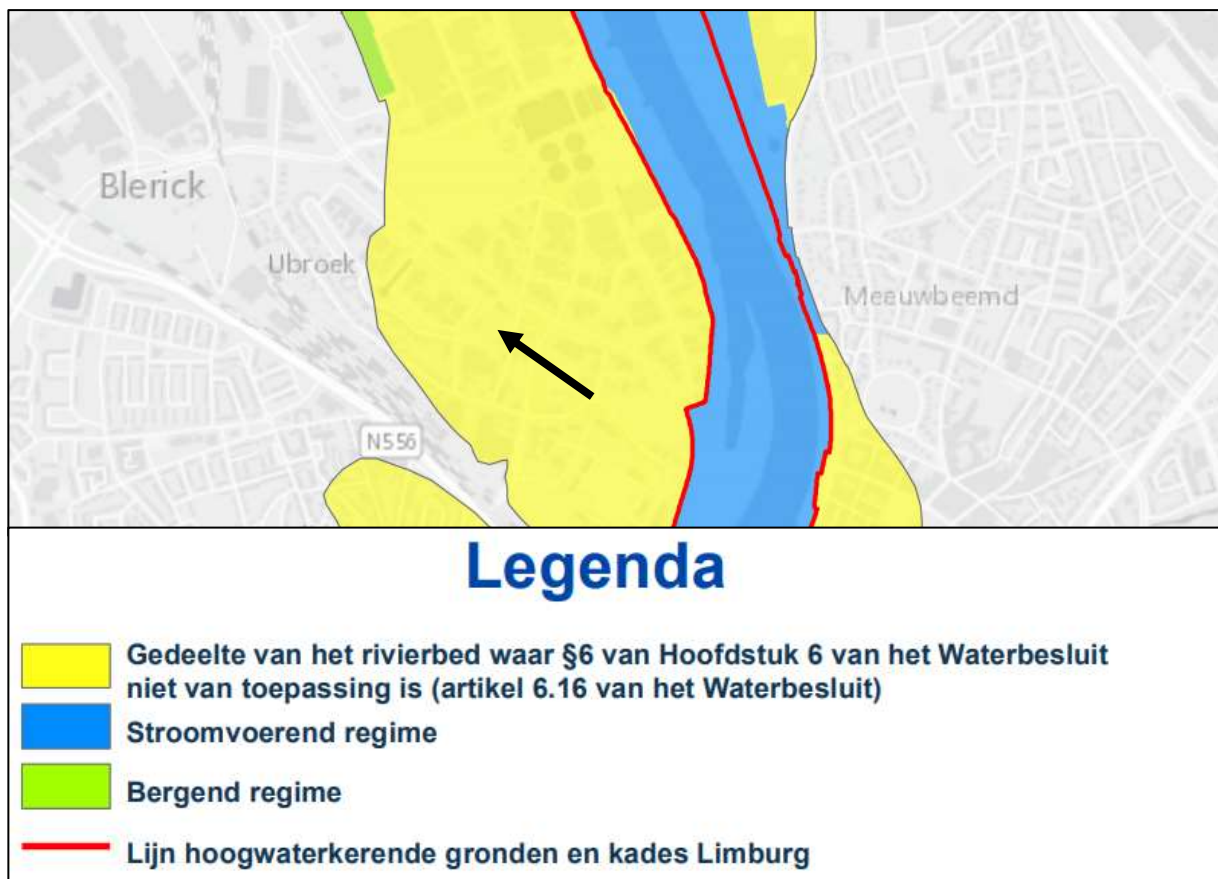 Blerick
Ubroek
Meeuwbeemd
N556
Legenda
Gedeelte van het rivierbed waar §6 van Hoofdstuk 6 van het Waterbesluit
niet van toepassing is (artikel 6.16 van het Waterbesluit)
Stroomvoerend regime
Bergend regime
Lijn hoogwaterkerende gronden en kades Limburg